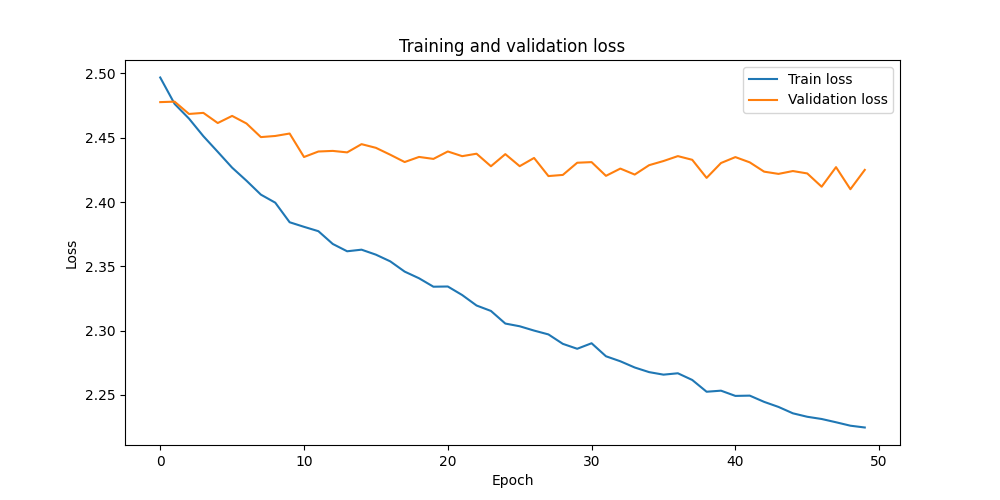 Training and validation loss
Train loss
Validation loss
2.50
2.45
2.40
2.35
2.30
2.25
Loss
0 10 20 30 40 50
Epoch